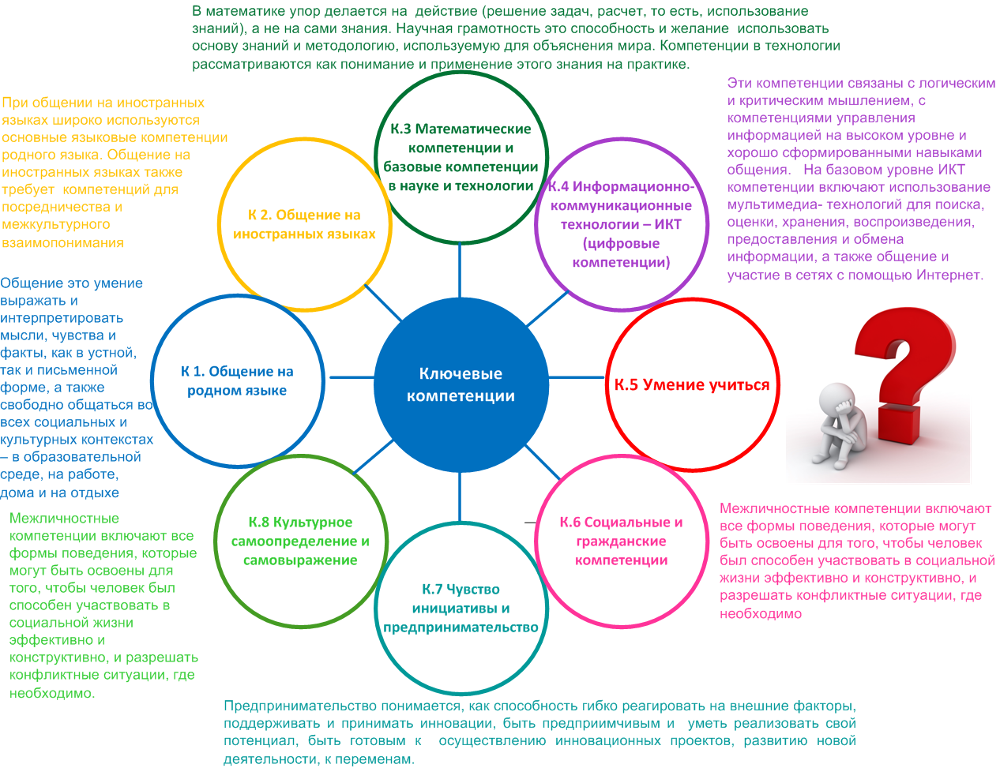 В математике упор делается на  действие (решение задач, расчет, то есть, использование
знаний), а не на сами знания. Научная грамотность это способность и желание  использовать
основу знаний и методологию, используемую для объяснения мира. Компетенции в технологии
рассматриваются как понимание и применение этого знания на практике.
При общении на иностранных
языках широко используются
основные языковые компетенции
родного языка. Общение на
иностранных языках также
требует  компетенций для
посредничества и
межкультурного
взаимопонимания
К.3 Математические
компетенции и
базовые компетенции
в науке и технологии
Эти компетенции связаны с логическим
и критическим мышлением, с
компетенциями управления
информацией на высоком уровне и
хорошо сформированными навыками
общения.   На базовом уровне ИКТ
компетенции включают использование
мультимедиа- технологий для поиска,
оценки, хранения, воспроизведения,
предоставления и обмена
информации, а также общение и
участие в сетях с помощью Интернет.
К 2. Общение на
иностранных языках
К.4 Информационно-
коммуникационные
технологии – ИКТ
(цифровые
компетенции)
Общение это умение
выражать и
интерпретировать
мысли, чувства и
факты, как в устной,
так и письменной
форме, а также
свободно общаться во
всех социальных и
культурных контекстах
– в образовательной
среде, на работе,
дома и на отдыхе
К 1. Общение на
родном языке
Ключевые
компетенции
К.5 Умение учиться
К.8 Культурное
самоопределение и
самовыражение
К.6 Социальные и
гражданские
компетенции
Межличностные компетенции включают
все формы поведения, которые могут
быть освоены для того, чтобы человек
был способен участвовать в социальной
жизни эффективно и конструктивно, и
разрешать конфликтные ситуации, где
необходимо
Межличностные
компетенции включают все
формы поведения, которые
могут быть освоены для
того, чтобы человек был
способен участвовать в
социальной жизни
эффективно и
конструктивно, и разрешать
конфликтные ситуации, где
необходимо.
К.7 Чувство
инициативы и
предпринимательство
Предпринимательство понимается, как способность гибко реагировать на внешние факторы,
поддерживать и принимать инновации, быть предприимчивым и  уметь реализовать свой
потенциал, быть готовым к  осуществлению инновационных проектов, развитию новой
деятельности, к переменам.